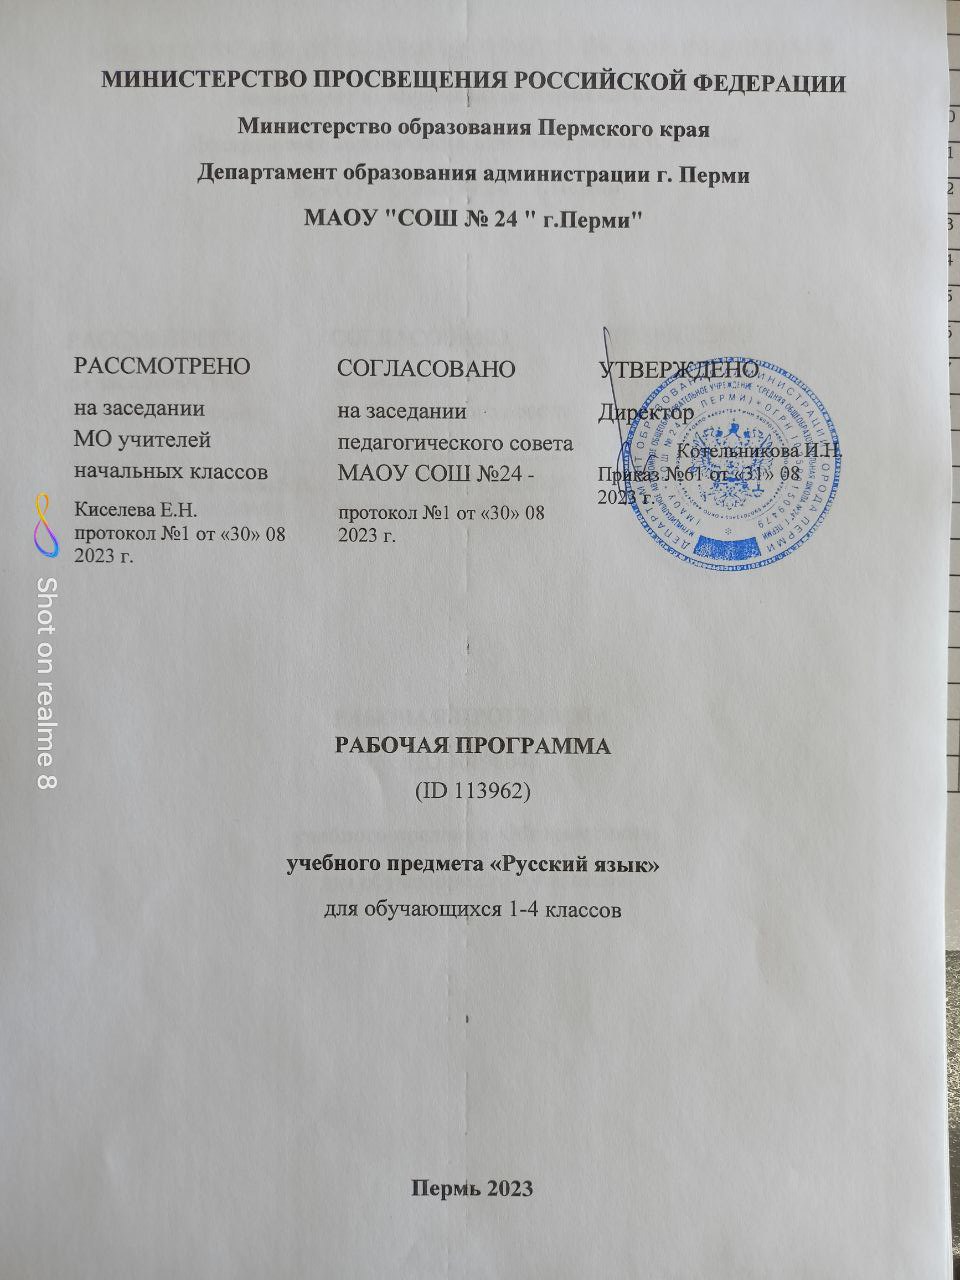 МИНИСТЕРСТВО ПРОСВЕЩЕНИЯ РОССИЙСКОЙ ФЕДЕРАЦИИ
Министерство образования Пермского края
Департамент образования администрации г. Перми
МАОУ "СОШ № 24 " г.Перми"
РАССМОТРЕНО
на заседании
МО учителей
начальных классов
Киселева Е.Н.
протокол №1 от «30» 08
2023 г.
СОГЛАСОВАНО
на заседании
педагогического совета
МАОУ СОШ №24 -
протокол №1 от «30» 08
2023 г.
УТВЕРЖДЕНО
Директор
Котельникова И.Н.
Приказ №61 от «31» 08
2023 г.
РАБОЧАЯ ПРОГРАММА
(ID 113962)
учебного предмета «Русский язык»
для обучающихся 1-4 классов
Пермь 2023
Shot on realme 8